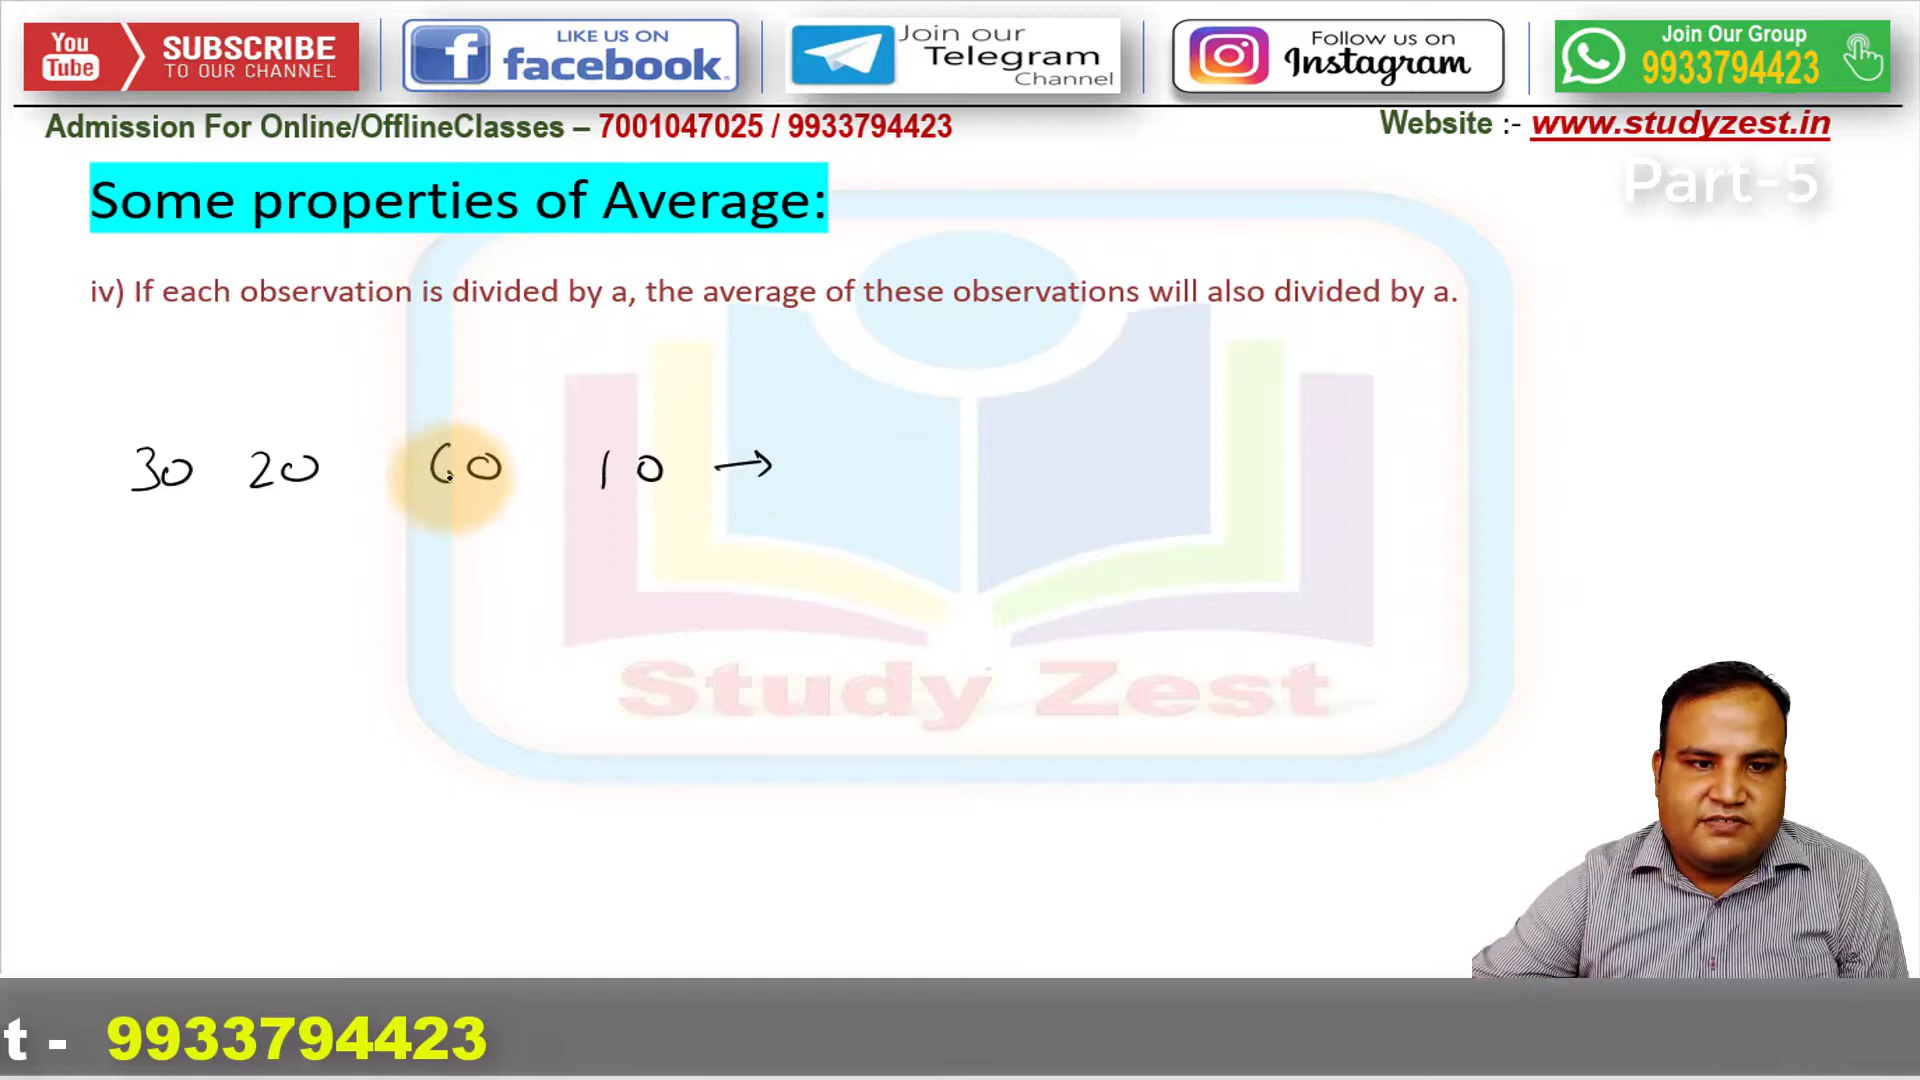 You Tube SUBSCRIBE TO OUR CHANNEL
LIKE US ON facebook.
Join our Telegram Channel
Follow us on Instagram
Join Our Group 9933794423
Admission For Online/OfflineClasses – 7001047025 / 9933794423
Website :- www.studyzest.in
Part-5
Some properties of Average:
iv) If each observation is divided by a, the average of these observations will also divided by a.
30 20 60 10 →
Study Zest
t - 9933794423